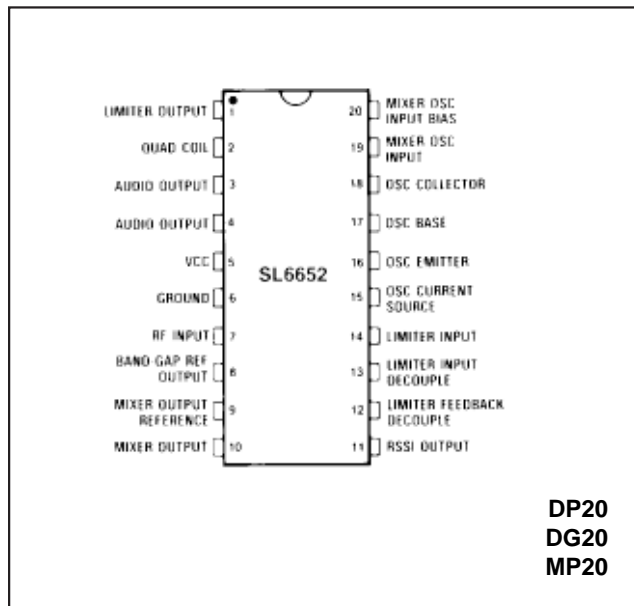 LIMITER OUTPUT 1
QUAD COIL 2
AUDIO OUTPUT 3
AUDIO OUTPUT 4
VCC 5
GROUND 6
RF INPUT 7
BAND GAP REF
OUTPUT 8
MIXER OUTPUT
REFERENCE 9
MIXER OUTPUT 10
SL6652
20 MIXER OSC
INPUT BIAS
19 MIXER OSC
INPUT
18 OSC COLLECTOR
17 OSC BASE
16 OSC EMITTER
15 OSC CURRENT
SOURCE
14 LIMITER INPUT
13 LIMITER INPUT
DECOUPLE
12 LIMITER FEEDBACK
DECOUPLE
11 RSSI OUTPUT
DP20
DG20
MP20